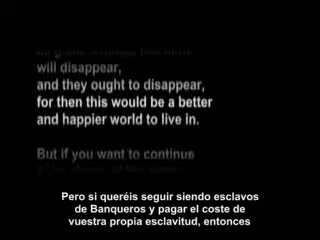 will disappear,
and they ought to disappear,
for then this would be a better
and happier world to live in.
But if you want to continue
Pero si queréis seguir siendo esclavos
de Banqueros y pagar el coste de
vuestra propia esclavitud, entonces